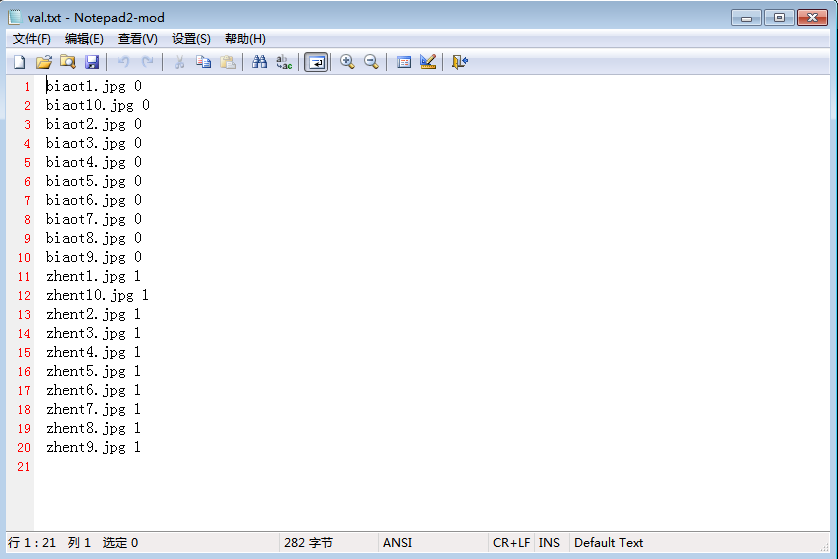 val.txt - Notepad2-mod
文件(F) 编辑(E) 查看(V) 设置(S) 帮助(H)
1 biaot1.jpg 0
2 biaot10.jpg 0
3 biaot2.jpg 0
4 biaot3.jpg 0
5 biaot4.jpg 0
6 biaot5.jpg 0
7 biaot6.jpg 0
8 biaot7.jpg 0
9 biaot8.jpg 0
10 biaot9.jpg 0
11 zhent1.jpg 1
12 zhent10.jpg 1
13 zhent2.jpg 1
14 zhent3.jpg 1
15 zhent4.jpg 1
16 zhent5.jpg 1
17 zhent6.jpg 1
18 zhent7.jpg 1
19 zhent8.jpg 1
20 zhent9.jpg 1
21
行 1 : 21 列 1 选定 0 282 字节 ANSI CR+LF INS Default Text